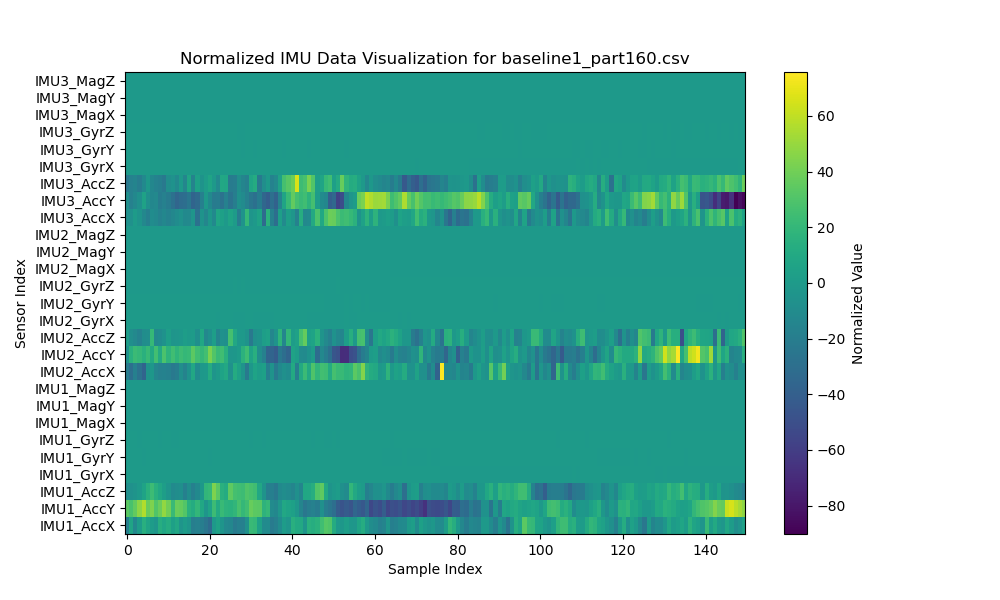 Normalized IMU Data Visualization for baseline1_part160.csv
IMU3_MagZ
IMU3_MagY
IMU3_MagX
IMU3_GyrZ
IMU3_GyrY
IMU3_GyrX
IMU3_AccZ
IMU3_AccY
IMU3_AccX
IMU2_MagZ
IMU2_MagY
IMU2_MagX
IMU2_GyrZ
IMU2_GyrY
IMU2_GyrX
IMU2_AccZ
IMU2_AccY
IMU2_AccX
IMU1_MagZ
IMU1_MagY
IMU1_MagX
IMU1_GyrZ
IMU1_GyrY
IMU1_GyrX
IMU1_AccZ
IMU1_AccY
IMU1_AccX
Sensor Index
0 20 40 60 80 100 120 140
Sample Index
60
40
20
0
−20
−40
−60
−80
Normalized Value